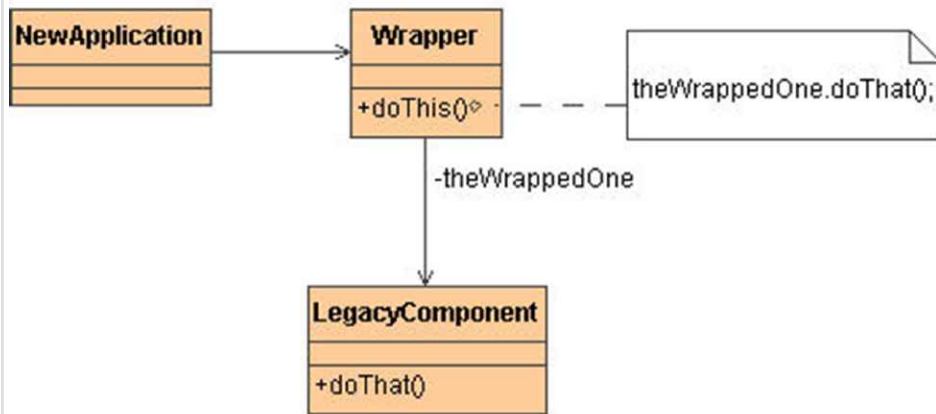 NewApplication
Wrapper
+doThis()
theWrappedOne.doThat();
-theWrappedOne
LegacyComponent
+doThat()